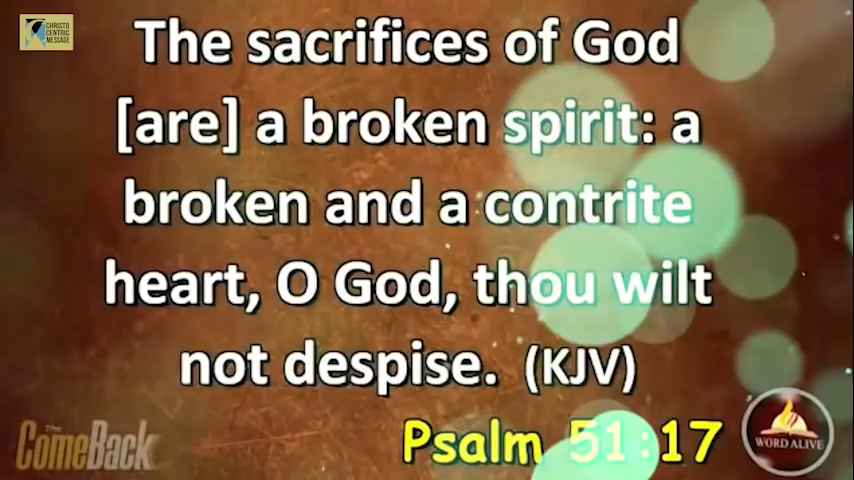 CHRISTO
CENTRIC
MESSAGE
The sacrifices of God
[are] a broken spirit: a
broken and a contrite
heart, O God, thou wilt
not despise. (KJV)
Psalm 51:17
The
ComeBack
WORD ALIVE